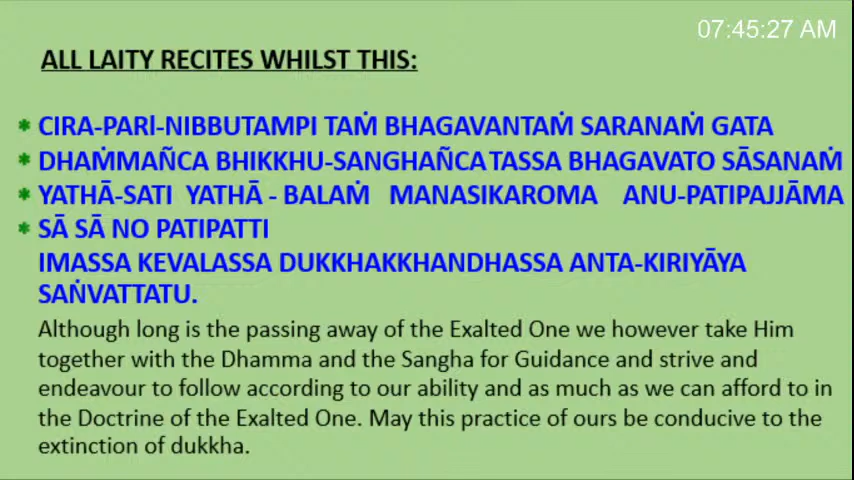 07:45:27 AM
ALL LAITY RECITES WHILST THIS:
* CIRA-PARI-NIBBUTAMPI TAṀ BHAGAVANTAṀ SARANAṀ GATA
* DHAṀMAÑCA BHIKKHU-SANGHAÑCA TASSA BHAGAVATO SĀSANAṀ
* YATHĀ-SATI YATHĀ - BALAṀ MANASIKAROMA ANU-PATIPAJJĀMA
* SĀ SĀ NO PATIPATTI
IMASSA KEVALASSA DUKKHAKKHANDHASSA ANTA-KIRIYĀYA
SAṄVATTATU.
Although long is the passing away of the Exalted One we however take Him
together with the Dhamma and the Sangha for Guidance and strive and
endeavour to follow according to our ability and as much as we can afford to in
the Doctrine of the Exalted One. May this practice of ours be conducive to the
extinction of dukkha.